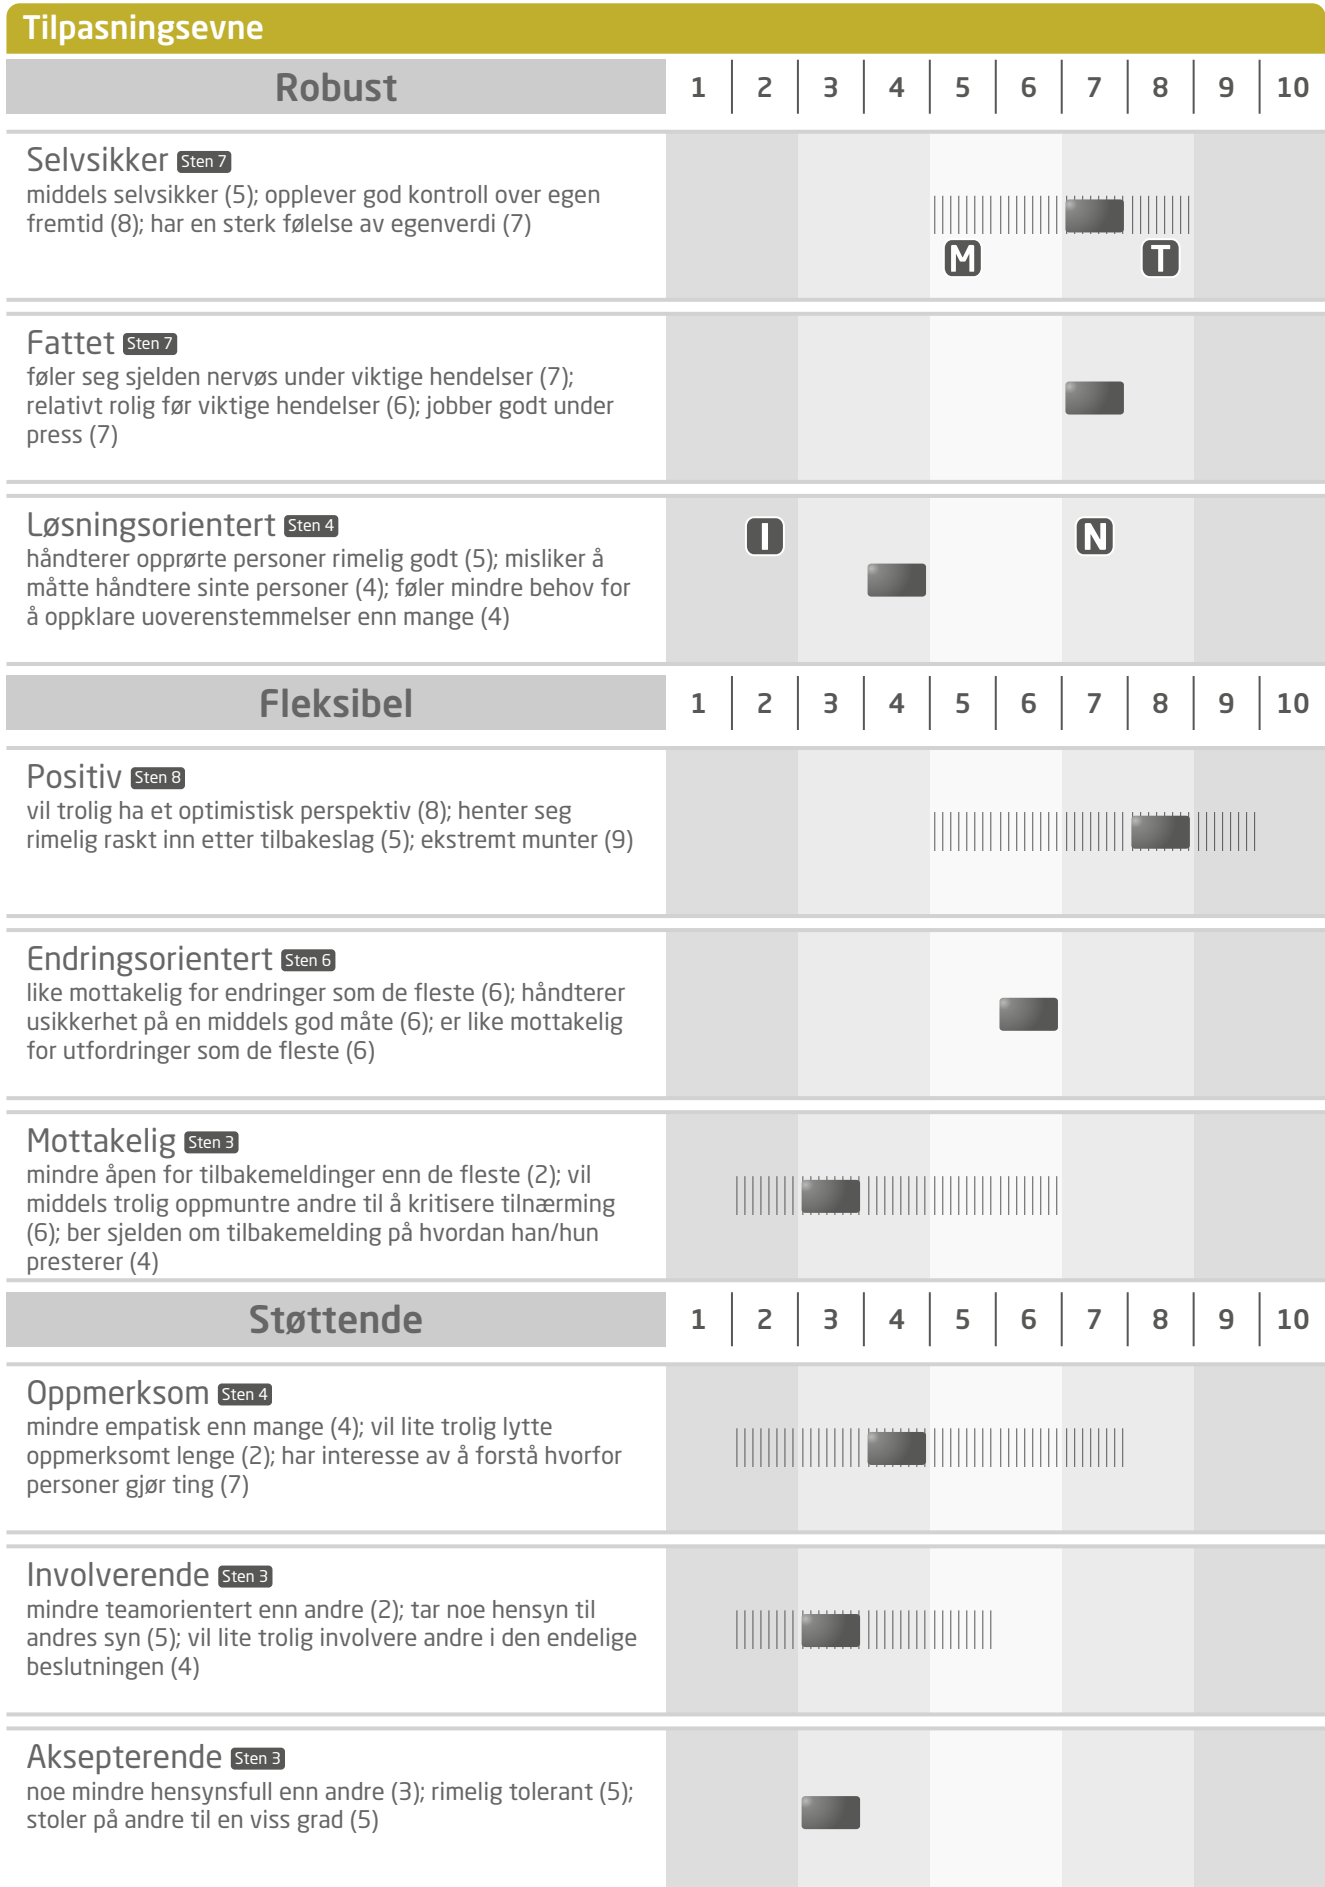 Tilpasningsevne
Robust 1 2 3 4 5 6 7 8 9 10
Selvsikker Sten 7
middels selvsikker (5); opplever god kontroll over egen
fremtid (8); har en sterk følelse av egenverdi (7)
M T
Fattet Sten 7
føler seg sjelden nervøs under viktige hendelser (7);
relativt rolig før viktige hendelser (6); jobber godt under
press (7)
Løsningsorientert Sten 4
I N
håndterer opprørte personer rimelig godt (5); misliker å
måtte håndtere sinte personer (4); føler mindre behov for
å oppklare uoverenstemmelser enn mange (4)
Fleksibel 1 2 3 4 5 6 7 8 9 10
Positiv Sten 8
vil trolig ha et optimistisk perspektiv (8); henter seg
rimelig raskt inn etter tilbakeslag (5); ekstremt munter (9)
Endringsorientert Sten 6
like mottakelig for endringer som de fleste (6); håndterer
usikkerhet på en middels god måte (6); er like mottakelig
for utfordringer som de fleste (6)
Mottakelig Sten 3
mindre åpen for tilbakemeldinger enn de fleste (2); vil
middels trolig oppmuntre andre til å kritisere tilnærming
(6); ber sjelden om tilbakemelding på hvordan han/hun
presterer (4)
Støttende 1 2 3 4 5 6 7 8 9 10
Oppmerksom Sten 4
mindre empatisk enn mange (4); vil lite trolig lytte
oppmerksomt lenge (2); har interesse av å forstå hvorfor
personer gjør ting (7)
Involverende Sten 3
mindre teamorientert enn andre (2); tar noe hensyn til
andres syn (5); vil lite trolig involvere andre i den endelige
beslutningen (4)
Aksepterende Sten 3
noe mindre hensynsfull enn andre (3); rimelig tolerant (5);
stoler på andre til en viss grad (5)